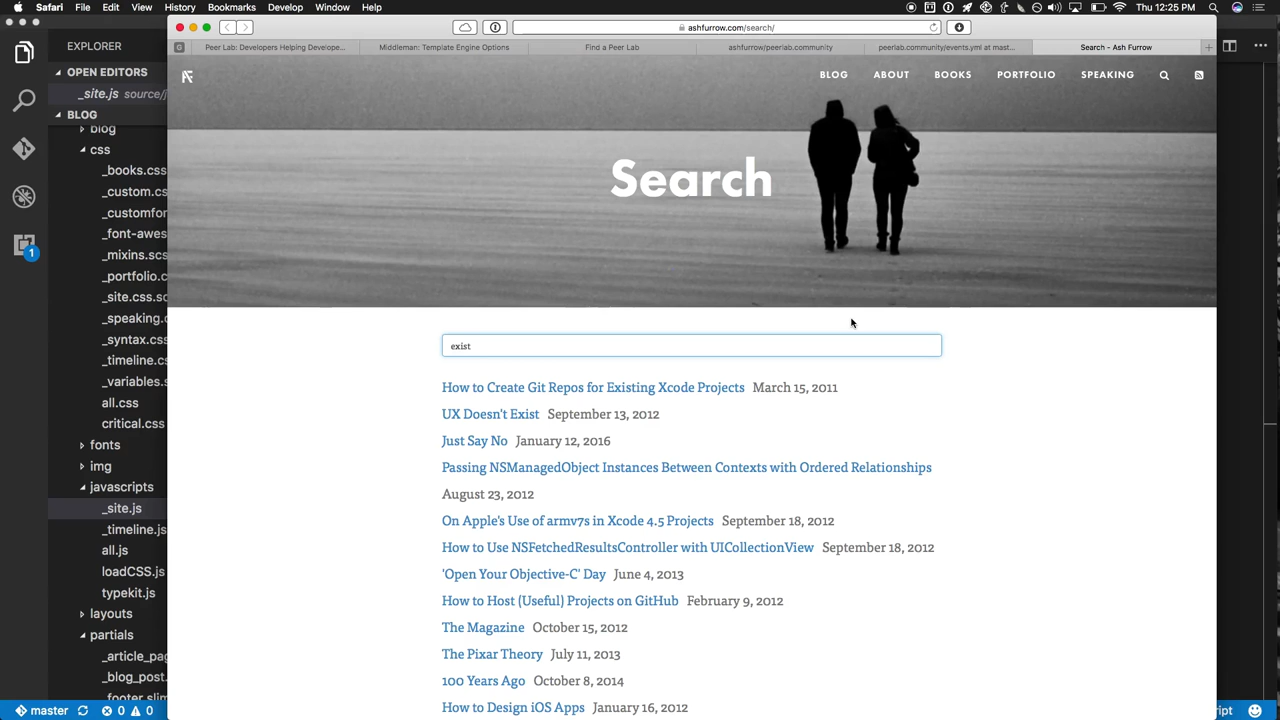 Safari File Edit View History Bookmarks Develop Window Help
Thu 12:25 PM
ashfurrow.com/search/
Peer Lab: Developers Helping Develope...
Middleman: Template Engine Options
Find a Peer Lab
ashfurrow/peerlab.community
peerlab.community/events.yml at mast...
Search – Ash Furrow
EXPLORER
OPEN EDITORS
_site.js source/j
BLOG
blog
css
_books.css
_custom.cs
_customfor
_font-awes
_mixins.scs
_portfolio.c
_site.css.sc
_speaking.c
_syntax.css
_timeline.cs
_variables.s
all.css
critical.css
fonts
img
javascripts
_site.js
_timeline.js
all.js
loadCSS.js
typekit.js
layouts
partials
_article_pag
_blog_post.
footer.slim
1
master 0 0
ript
BLOG ABOUT BOOKS PORTFOLIO SPEAKING
Search
exist
How to Create Git Repos for Existing Xcode Projects March 15, 2011
UX Doesn't Exist September 13, 2012
Just Say No January 12, 2016
Passing NSManagedObject Instances Between Contexts with Ordered Relationships
August 23, 2012
On Apple's Use of armv7s in Xcode 4.5 Projects September 18, 2012
How to Use NSFetchedResultsController with UICollectionView September 18, 2012
'Open Your Objective-C' Day June 4, 2013
How to Host (Useful) Projects on GitHub February 9, 2012
The Magazine October 15, 2012
The Pixar Theory July 11, 2013
100 Years Ago October 8, 2014
How to Design iOS Apps January 16, 2012